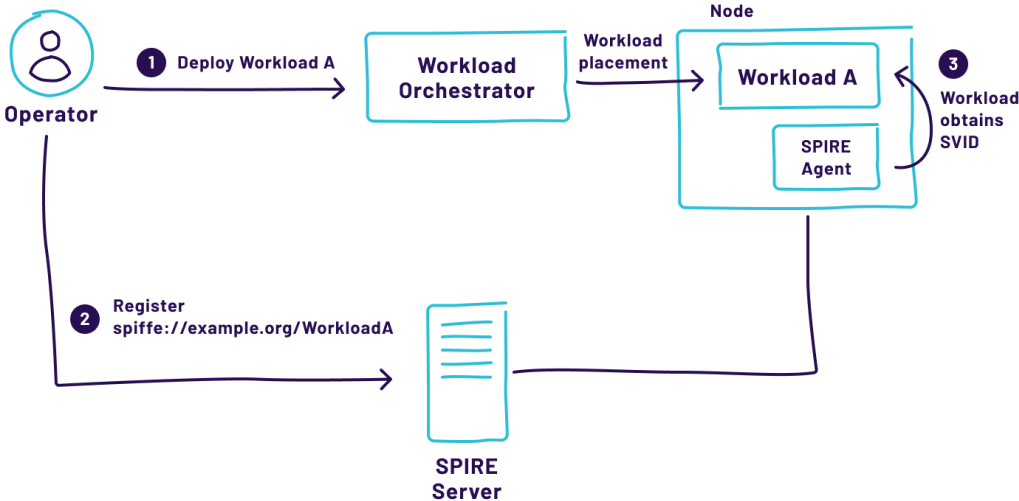 Node
Operator
1
Deploy Workload A
Workload
Orchestrator
Workload
placement
Workload A
SPIRE
Agent
3
Workload
obtains
SVID
2
Register
spiffe://example.org/WorkloadA
SPIRE
Server